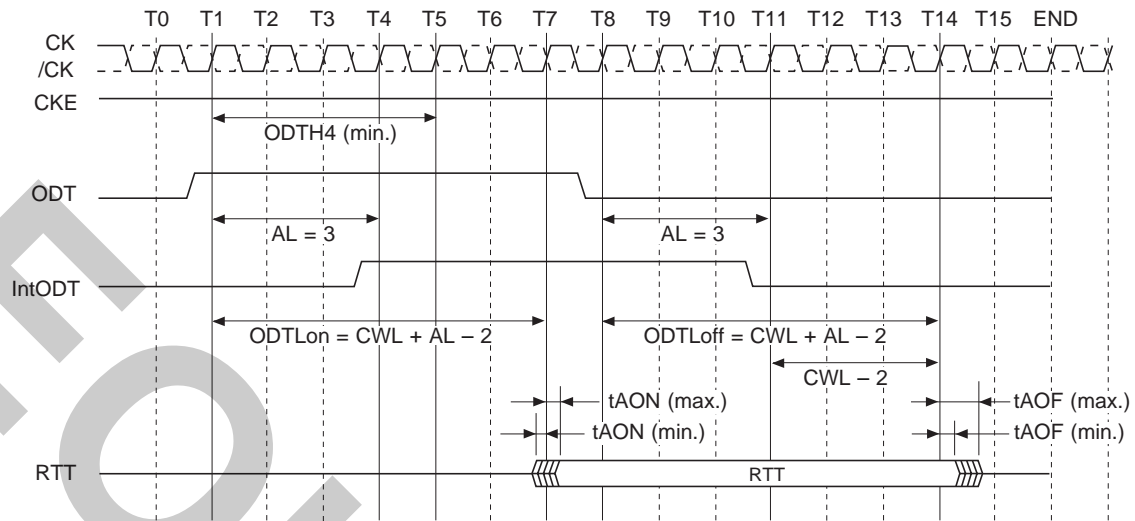 T0 T1 T2 T3 T4 T5 T6 T7 T8 T9 T10 T11 T12 T13 T14 T15 END
CK
/CK
CKE
ODTH4 (min.)
ODT
AL = 3 AL = 3
IntODT
ODTLon = CWL + AL – 2 ODTLoff = CWL + AL – 2
CWL – 2
tAON (max.) tAOF (max.)
tAON (min.) tAOF (min.)
RTT RTT